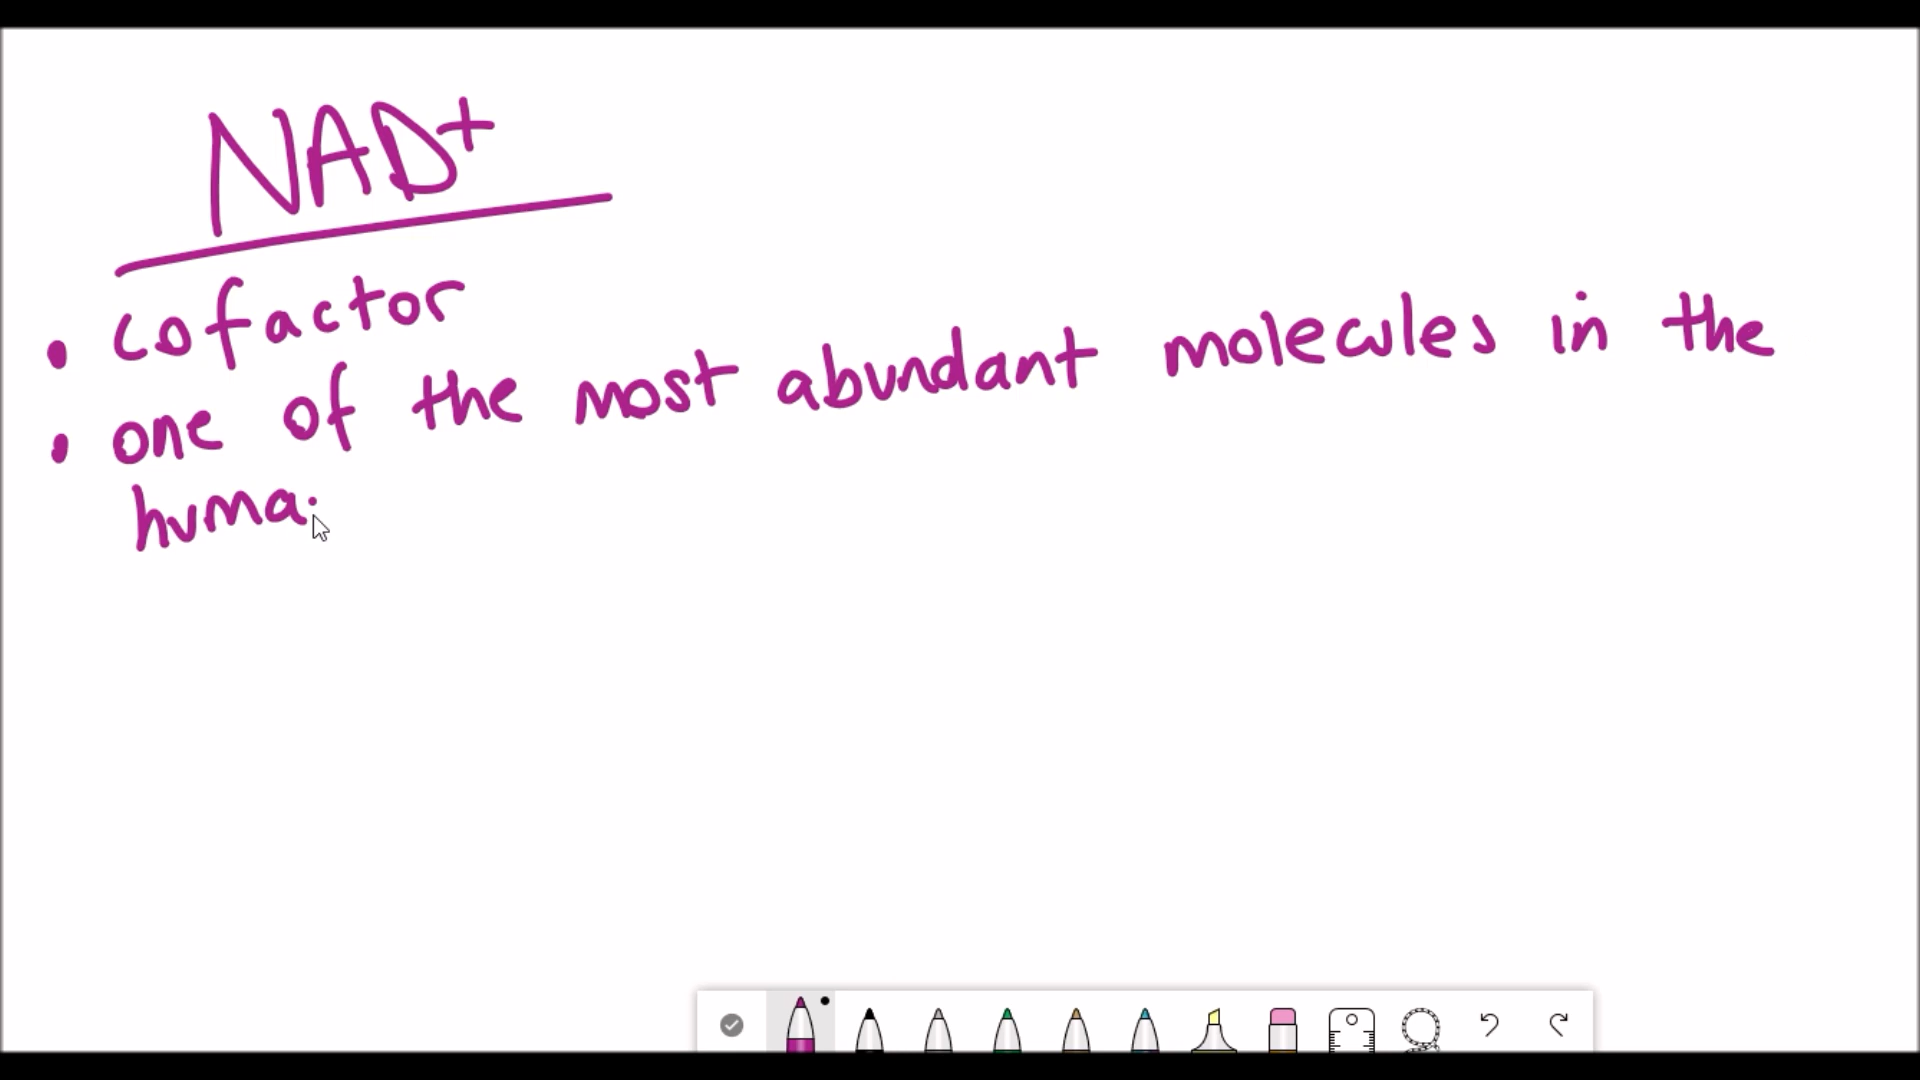 NAD+
• cofactor
• one of the most abundant molecules in the
huma